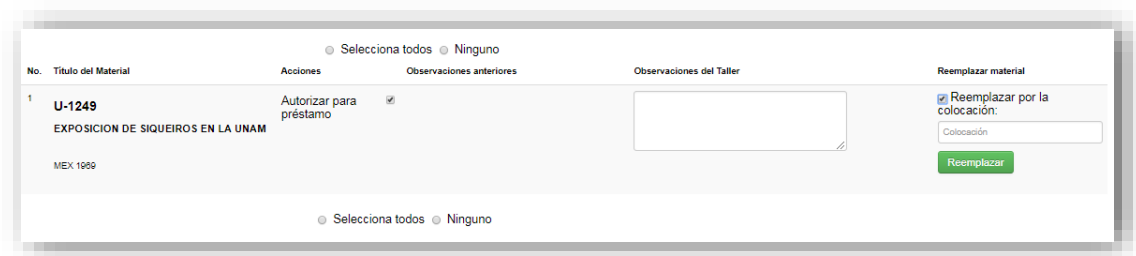 Selecciona todos Ninguno
No. Titulo del Material Acciones Observaciones anteriores Observaciones del Taller Reemplazar material
1 U-1249 Autorizar para préstamo Reemplazar por la colocación:
EXPOSICION DE SIQUEIROS EN LA UNAM Colocación
MEX 1969 Reemplazar
Selecciona todos Ninguno